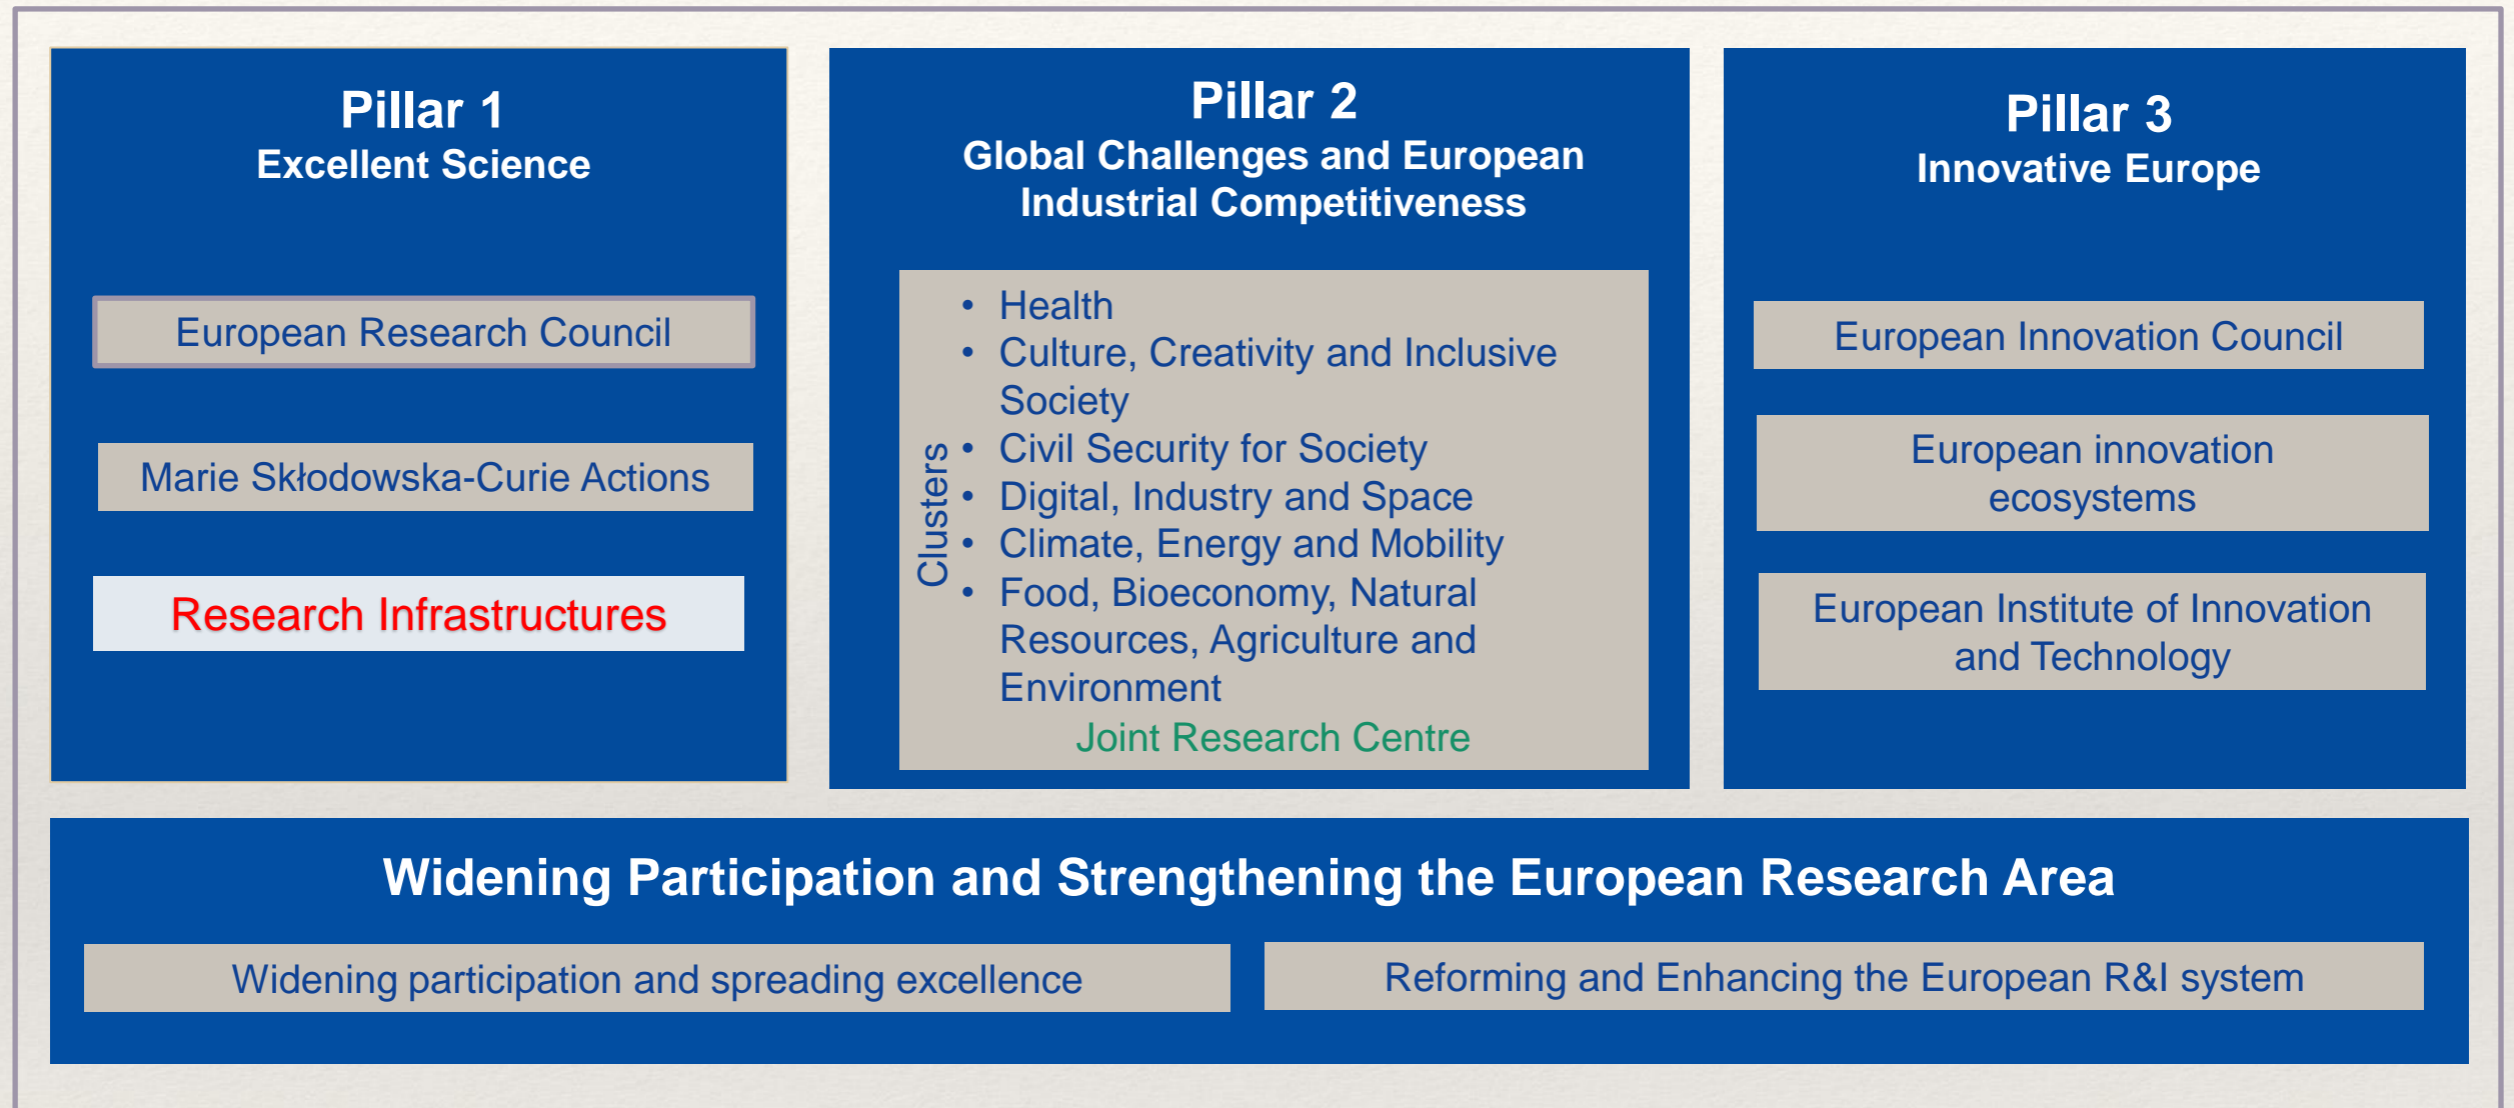 Pillar 1
Excellent Science
European Research Council
Marie Skłodowska-Curie Actions
Research Infrastructures
Pillar 2
Global Challenges and European
Industrial Competitiveness
Clusters
• Health
• Culture, Creativity and Inclusive
Society
• Civil Security for Society
• Digital, Industry and Space
• Climate, Energy and Mobility
• Food, Bioeconomy, Natural
Resources, Agriculture and
Environment
Joint Research Centre
Pillar 3
Innovative Europe
European Innovation Council
European innovation
ecosystems
European Institute of Innovation
and Technology
Widening Participation and Strengthening the European Research Area
Widening participation and spreading excellence
Reforming and Enhancing the European R&I system